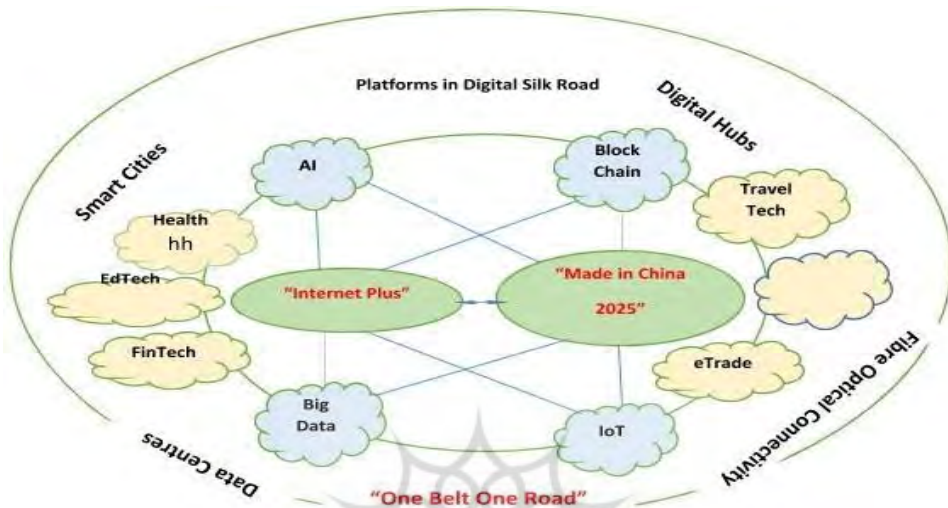 Platforms in Digital Silk Road
Digital Hubs
Smart Cities
AI
Block
Chain
Travel
Tech
Health
hh
EdTech
"Internet Plus"
"Made in China
2025"
FinTech
eTrade
Fibre Optical Connectivity
Big
Data
IoT
Data Centres
"One Belt One Road"